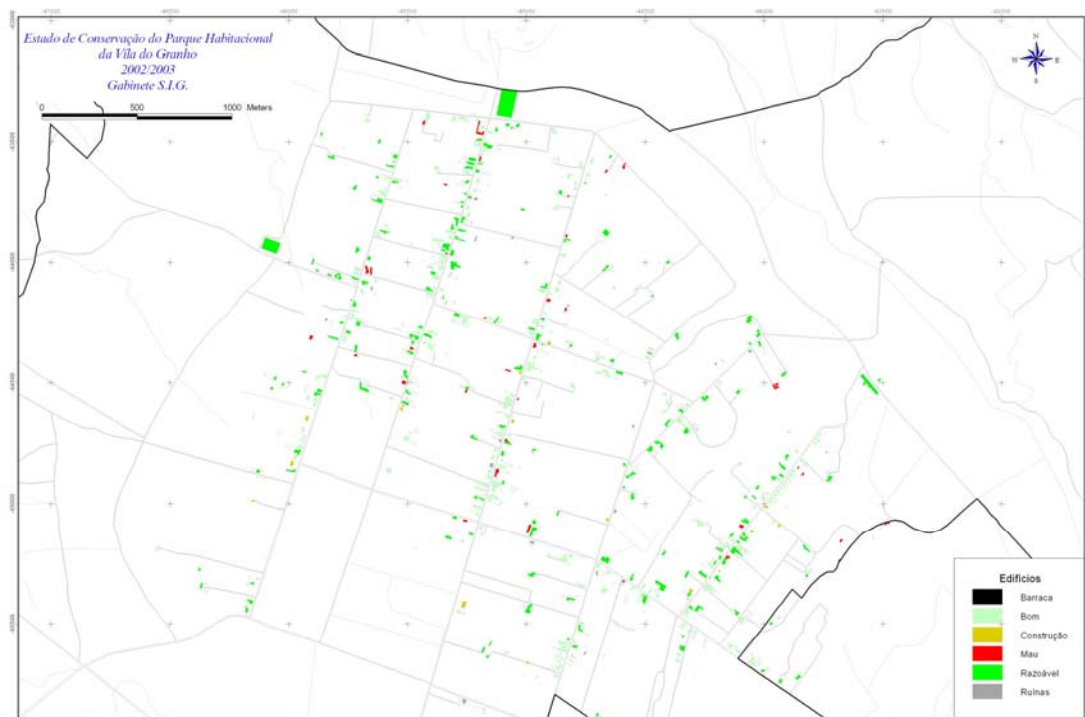 Estado de Conservação do Parque Habitacional
da Vila do Granho
2002/2003
Gabinete S.I.G.
0 500 1000 Meters
N
W E
S
Edifícios
Barraca
Bom
Construção
Mau
Razoável
Ruínas